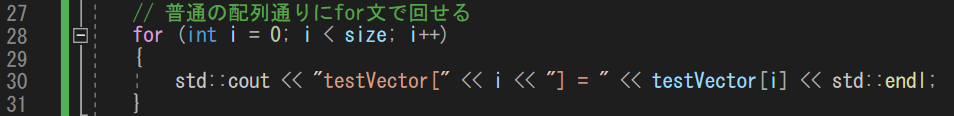 27 // 普通の配列通りにfor文で回せる
28 for (int i = 0; i < size; i++)
29 {
30 std::cout << "testVector[" << i << "] = " << testVector[i] << std::endl;
31 }